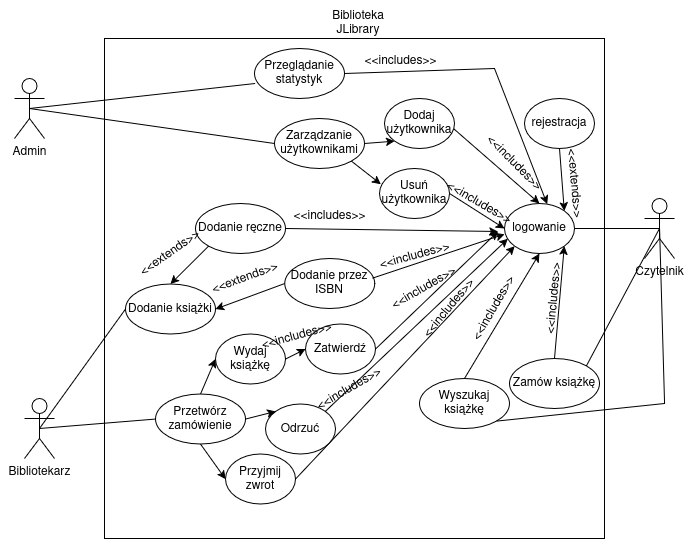 Biblioteka
JLibrary
Przeglądanie
statystyk
<<includes>>
Admin
Zarządzanie
użytkownikami
Dodaj
użytkownika
<<includes>>
rejestracja
<<extends>>
Usuń
użytkownika
<<includes>>
Dodanie ręczne
<<includes>>
logowanie
Czytelnik
<<extends>>
Dodanie przez
ISBN
<<includes>>
<<extends>>
Dodanie książki
<<includes>>
<<includes>>
<<includes>>
<<includes>>
Wydaj
książkę
<<includes>>
Zatwierdź
Zamów książkę
Wyszukaj
książkę
<<includes>>
Przetwórz
zamówienie
Odrzuć
Bibliotekarz
Przyjmij
zwrot